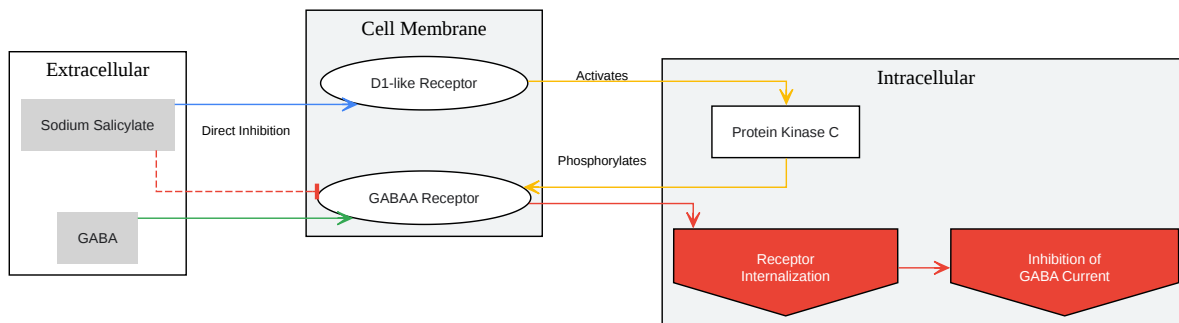 Extracellular
Sodium Salicylate
GABA
Direct Inhibition
Cell Membrane
D1-like Receptor
GABAA Receptor
Activates
Phosphorylates
Intracellular
Protein Kinase C
Receptor
Internalization
Inhibition of
GABA Current